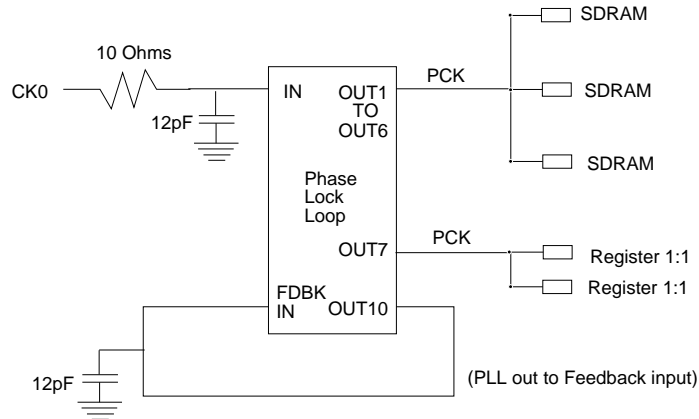 SDRAM
10 Ohms
PCK
CK0
IN
OUT1
TO
OUT6
SDRAM
12pF
SDRAM
Phase
Lock
Loop
PCK
OUT7
Register 1:1
Register 1:1
FDBK
IN
OUT10
12pF
(PLL out to Feedback input)